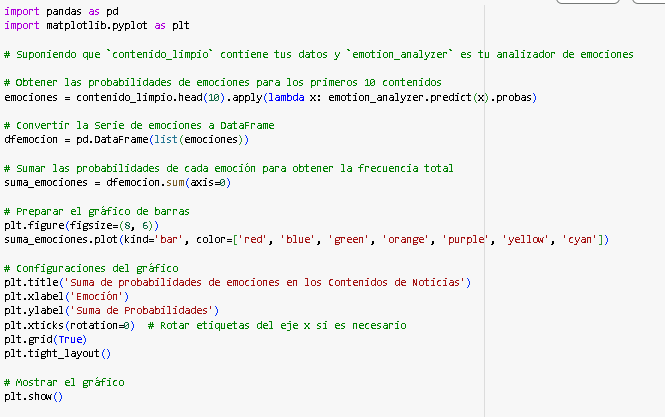 import pandas as pd
import matplotlib.pyplot as plt
# Suponiendo que `contenido_limpio` contiene tus datos y `emotion_analyzer` es tu analizador de emociones
# Obtener las probabilidades de emociones para los primeros 10 contenidos
emociones = contenido_limpio.head(10).apply(lambda x: emotion_analyzer.predict(x).probas)
# Convertir la Serie de emociones a DataFrame
dfemocion = pd.DataFrame(list(emociones))
# Sumar las probabilidades de cada emoción para obtener la frecuencia total
suma_emociones = dfemocion.sum(axis=0)
# Preparar el gráfico de barras
plt.figure(figsize=(8, 6))
suma_emociones.plot(kind='bar', color=['red', 'blue', 'green', 'orange', 'purple', 'yellow', 'cyan'])
# Configuraciones del gráfico
plt.title('Suma de probabilidades de emociones en los Contenidos de Noticias')
plt.xlabel('Emoción')
plt.ylabel('Suma de Probabilidades')
plt.xticks(rotation=0)  # Rotar etiquetas del eje x si es necesario
plt.grid(True)
plt.tight_layout()
# Mostrar el gráfico
plt.show()